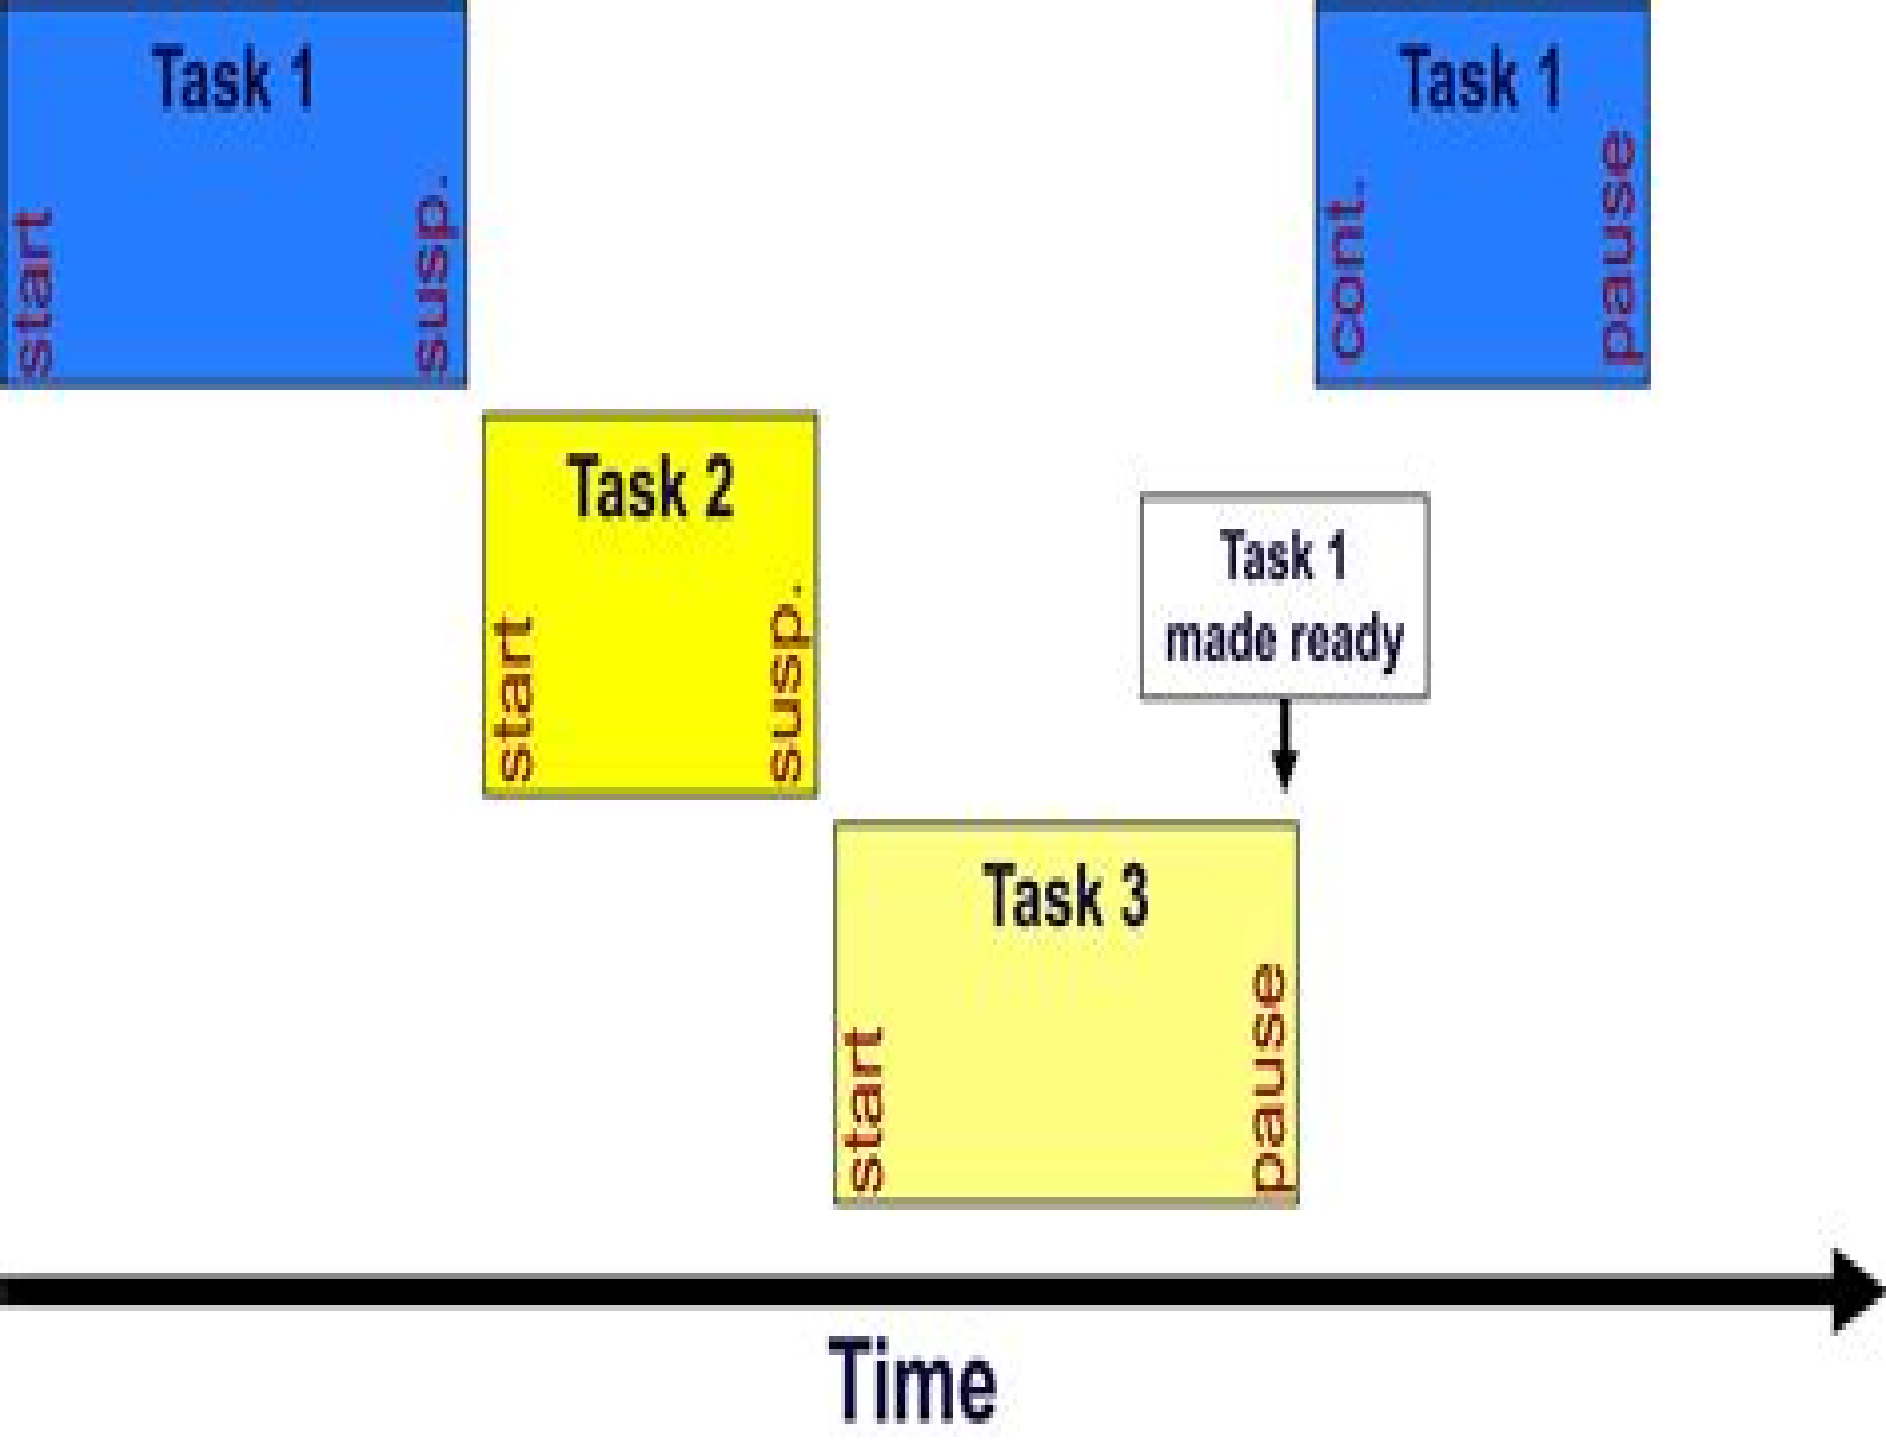 Task 1
start
susp.
Task 1
cont.
pause
Task 2
start
susp.
Task 1
made ready
Task 3
start
pause
Time